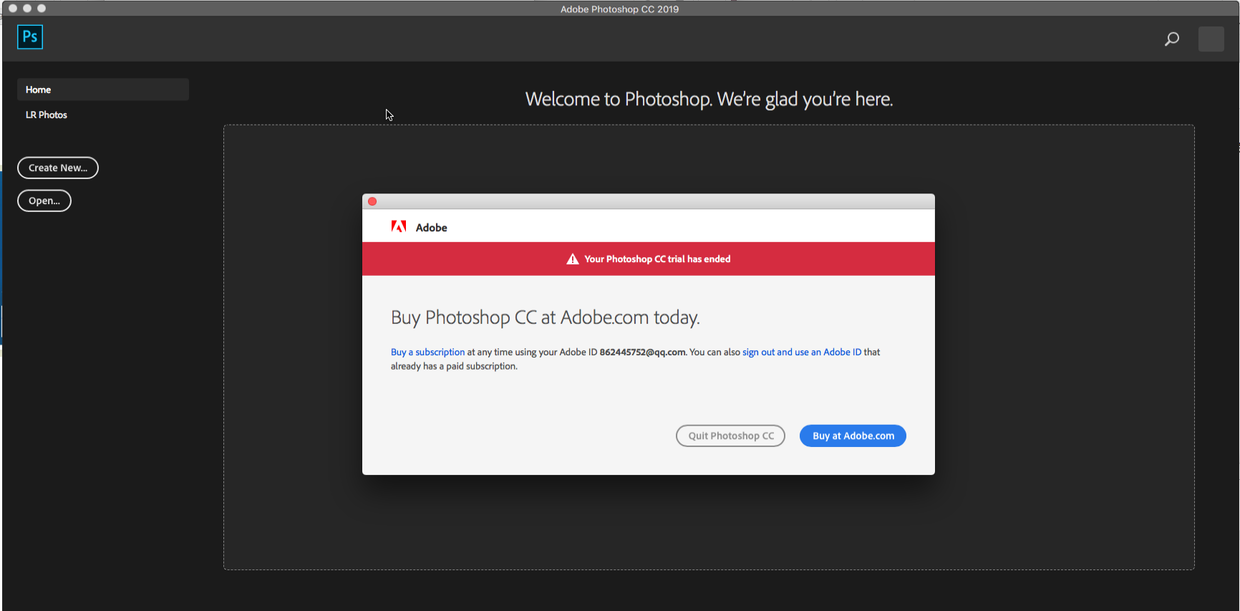 Adobe Photoshop CC 2019
Ps
Home
LR Photos
Create New...
Open...
Welcome to Photoshop. We're glad you're here.
Adobe
Your Photoshop CC trial has ended
Buy Photoshop CC at Adobe.com today.
Buy a subscription at any time using your Adobe ID 862445752@qq.com. You can also sign out and use an Adobe ID that
already has a paid subscription.
Quit Photoshop CC
Buy at Adobe.com